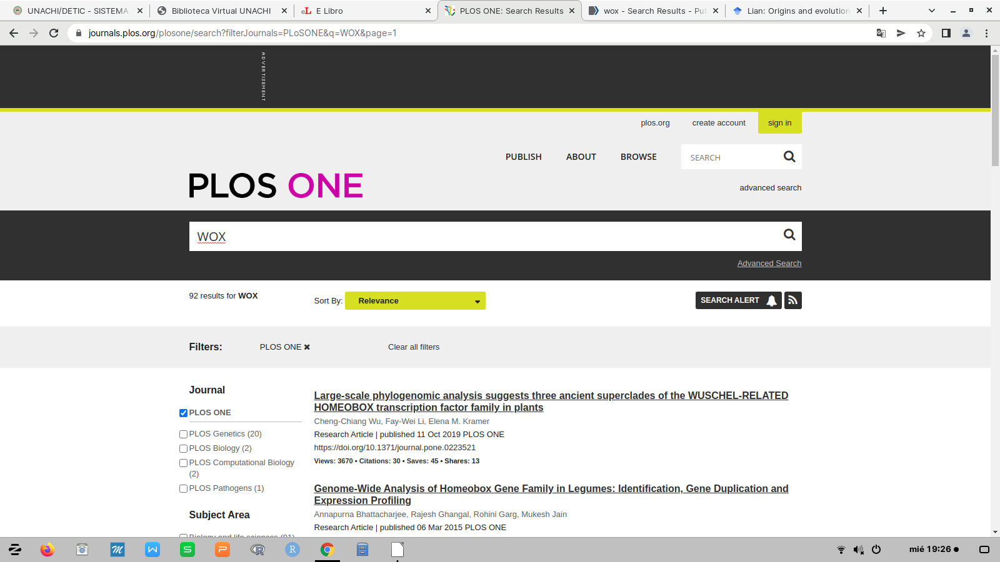 UNACHI/DETIC - SISTEMA
Biblioteca Virtual UNACHI
eL E Libro
PLOS ONE: Search Results
wox - Search Results - Pu
Lian: Origins and evolution
journals.plos.org/plosone/search?filterJournals=PLoSONE&q=WOX&page=1
ADVERTISEMENT
plos.org
create account
sign in
PUBLISH
ABOUT
BROWSE
SEARCH
PLOS ONE
advanced search
WOX
Advanced Search
92 results for WOX
Sort By:
Relevance
SEARCH ALERT
Filters:
PLOS ONE ✖
Clear all filters
Journal
PLOS ONE
PLOS Genetics (20)
PLOS Biology (2)
PLOS Computational Biology
(2)
PLOS Pathogens (1)
Subject Area
Biology and life sciences (91)
Large-scale phylogenomic analysis suggests three ancient superclades of the WUSCHEL-RELATED
HOMEOBOX transcription factor family in plants
Cheng-Chiang Wu, Fay-Wei Li, Elena M. Kramer
Research Article | published 11 Oct 2019 PLOS ONE
https://doi.org/10.1371/journal.pone.0223521
Views: 3670 • Citations: 30 • Saves: 45 • Shares: 13
Genome-Wide Analysis of Homeobox Gene Family in Legumes: Identification, Gene Duplication and
Expression Profiling
Annapurna Bhattacharjee, Rajesh Ghangal, Rohini Garg, Mukesh Jain
Research Article | published 06 Mar 2015 PLOS ONE
mié 19:26